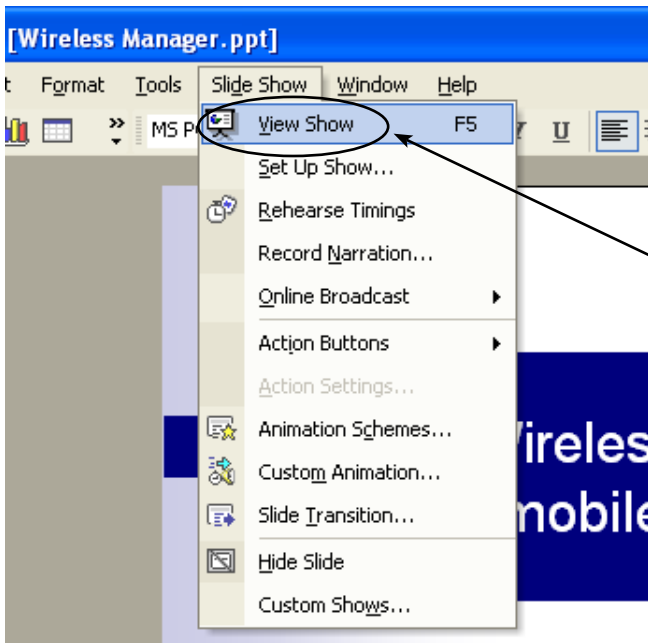 [Wireless Manager.ppt]
t Format Tools Slide Show Window Help
» MS P U
View Show F5
Set Up Show...
Rehearse Timings
Record Narration...
Online Broadcast
Action Buttons
Action Settings...
Animation Schemes...
Custom Animation...
Slide Transition...
Hide Slide
Custom Shows...
ireles
mobile